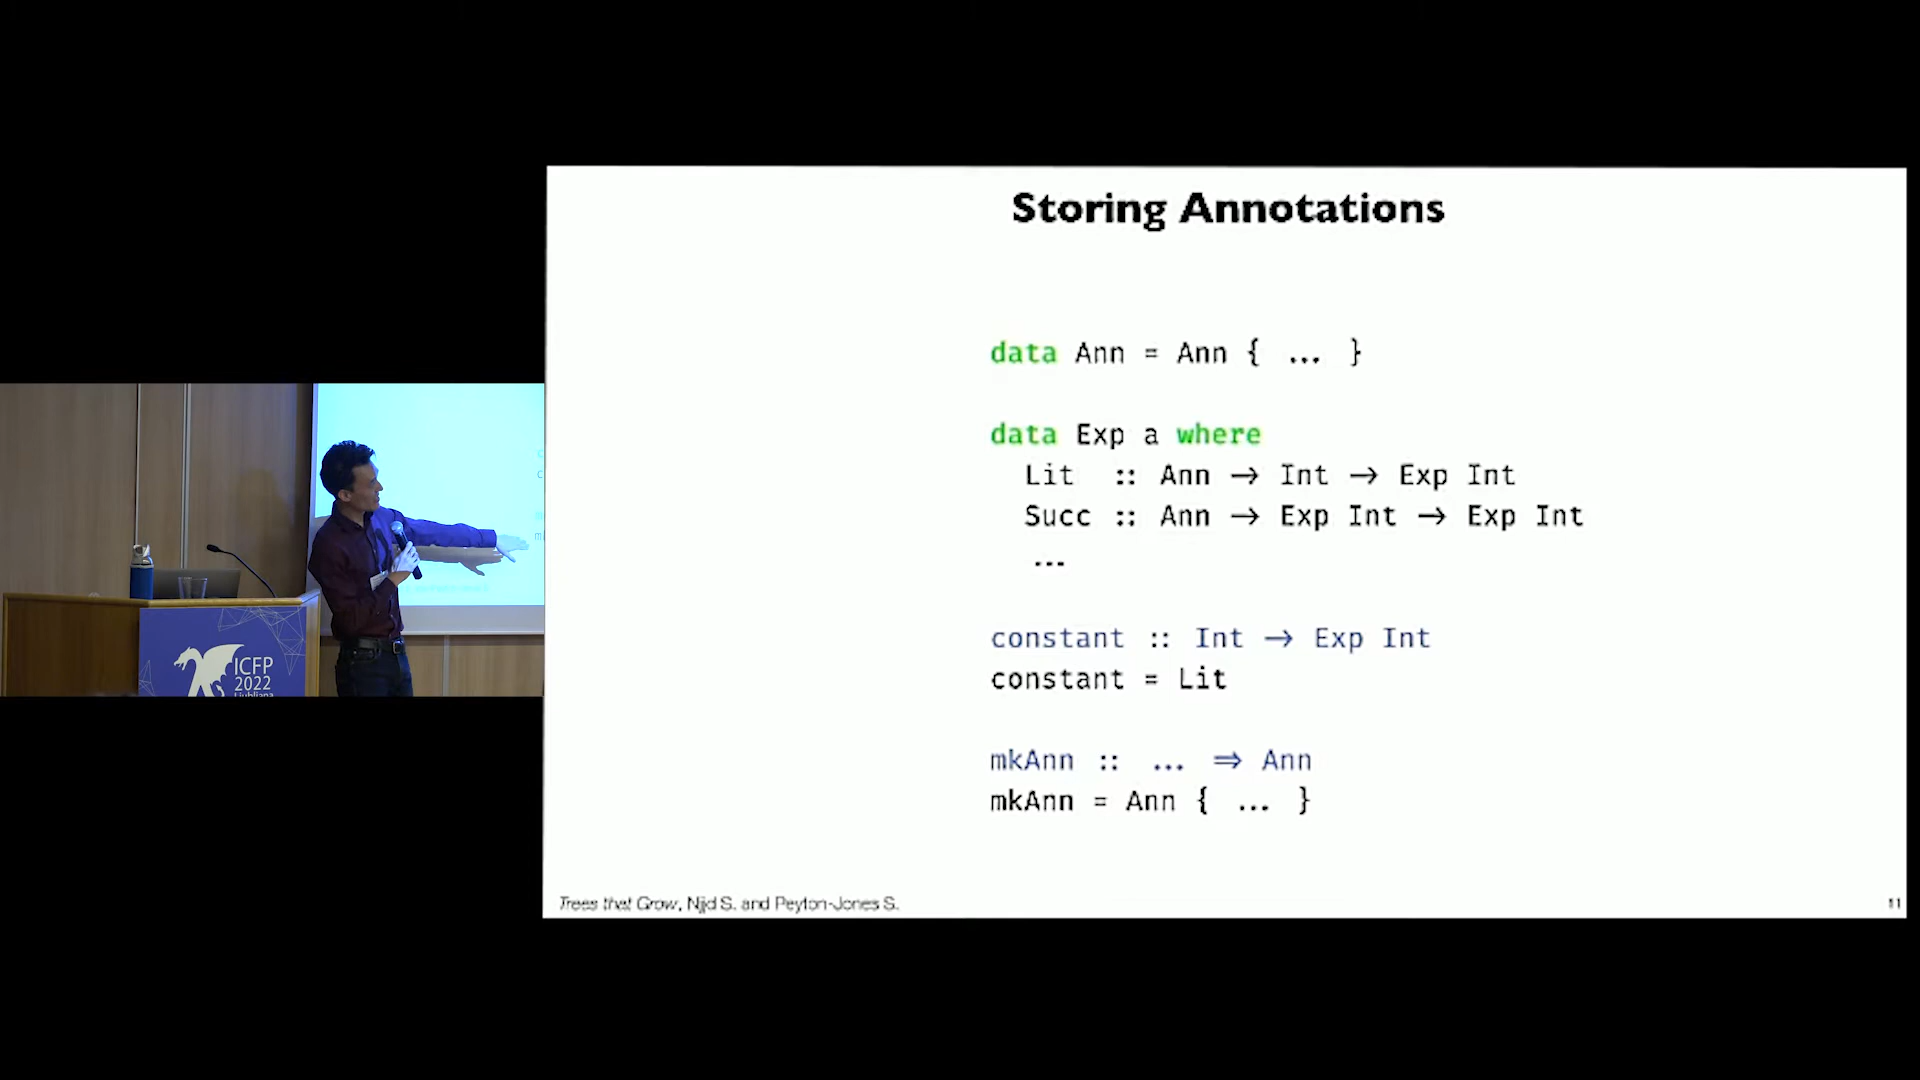 Storing Annotations
data Ann = Ann { … }
data Exp a where
Lit :: Ann → Int → Exp Int
Succ :: Ann → Exp Int → Exp Int
…
constant :: Int → Exp Int
constant = Lit
mkAnn :: … ⇒ Ann
mkAnn = Ann { … }
Trees that Grow, Njjd S. and Peyton-Jones S.
11
ICFP
2022
Ljubljana